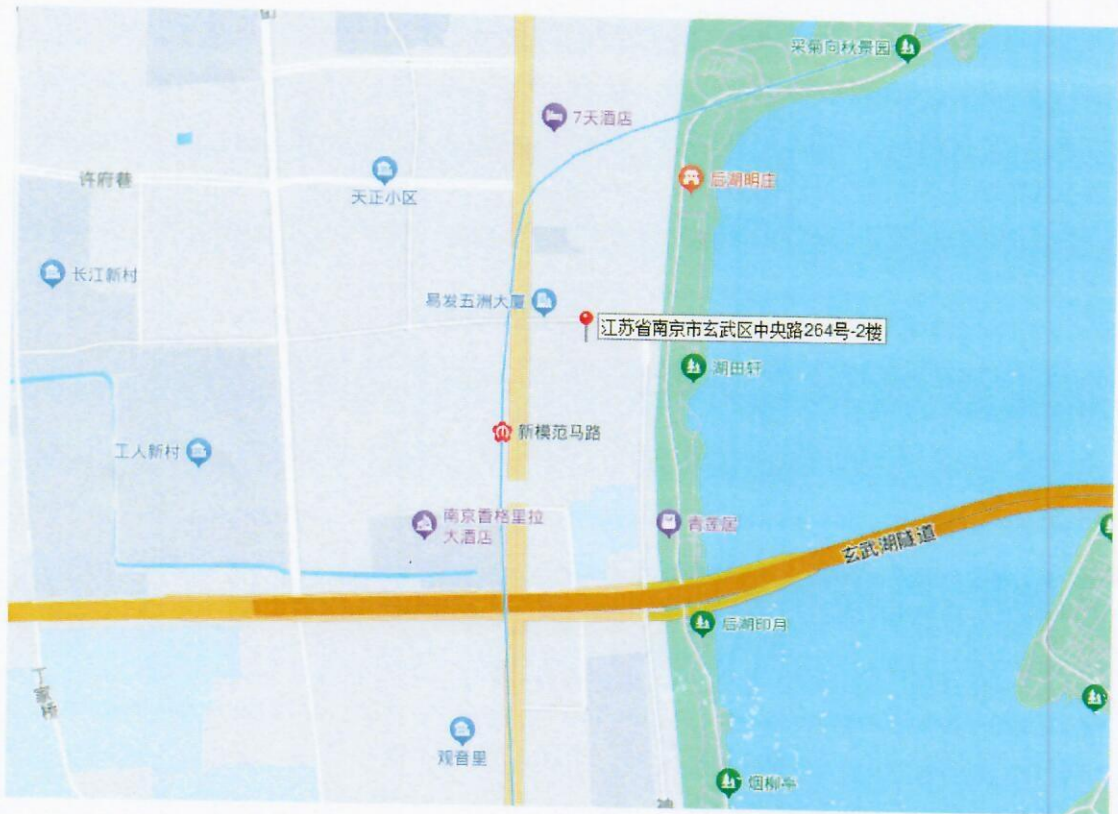 采菊向秋景园
7天酒店
许府巷
天正小区
后湖明庄
长江新村
易发五洲大厦
江苏省南京市玄武区中央路264号-2楼
湖田轩
新模范马路
工人新村
南京香格里拉
大酒店
青莲居
玄武湖隧道
后湖印月
丁家桥
观音里
烟柳亭